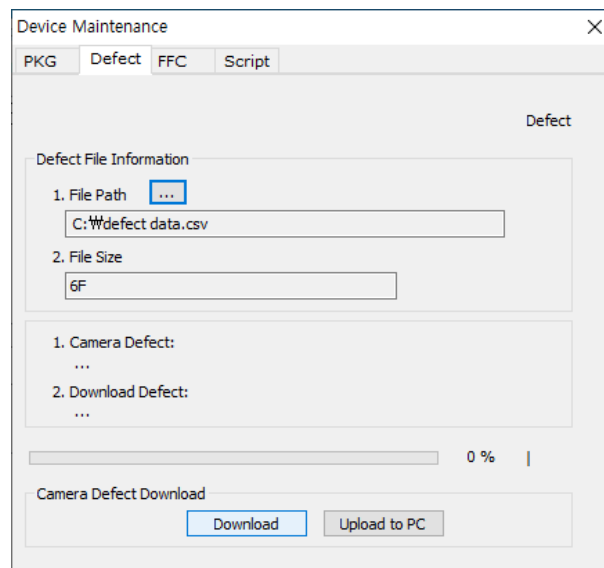 Device Maintenance
PKG Defect FFC Script
Defect
Defect File Information
1. File Path ...
C:₩defect data.csv
2. File Size
6F
1. Camera Defect:
...
2. Download Defect:
...
0 %
Camera Defect Download
Download Upload to PC